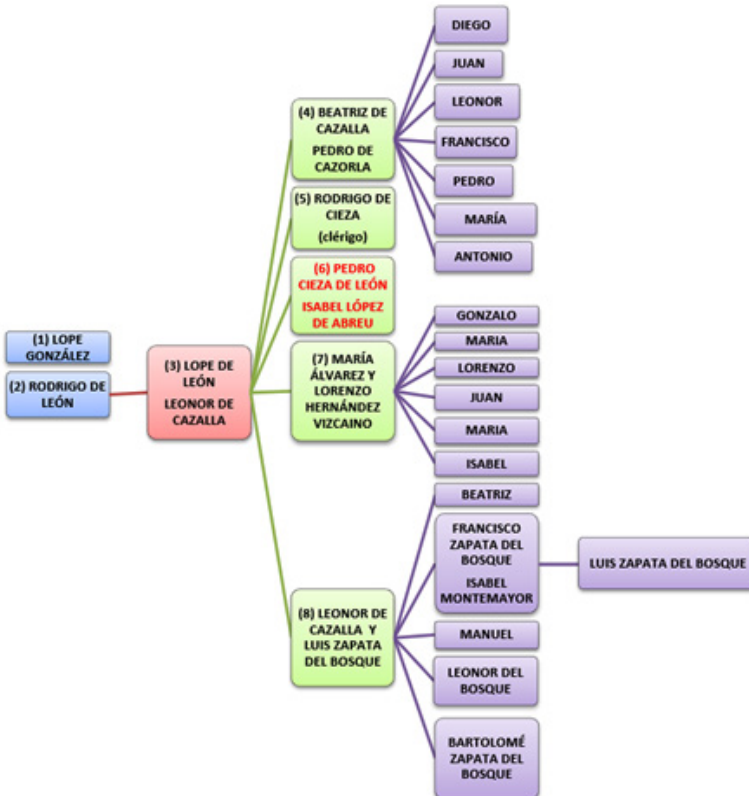 (1) LOPE
GONZÁLEZ
(2) RODRIGO DE
LEÓN
(3) LOPE DE
LEÓN
LEONOR DE
CAZALLA
(4) BEATRIZ DE
CAZALLA
PEDRO DE
CAZORLA
(5) RODRIGO DE
CIEZA
(clérigo)
(6) PEDRO
CIEZA DE LEÓN
ISABEL LÓPEZ
DE ABREU
(7) MARÍA
ÁLVAREZ Y
LORENZO
HERNÁNDEZ
VIZCAINO
(8) LEONOR DE
CAZALLA Y
LUIS ZAPATA
DEL BOSQUE
DIEGO
JUAN
LEONOR
FRANCISCO
PEDRO
MARÍA
ANTONIO
GONZALO
MARIA
LORENZO
JUAN
MARIA
ISABEL
BEATRIZ
FRANCISCO
ZAPATA DEL
BOSQUE
ISABEL
MONTEMAYOR
MANUEL
LEONOR DEL
BOSQUE
BARTOLOMÉ
ZAPATA DEL
BOSQUE
LUIS ZAPATA DEL BOSQUE